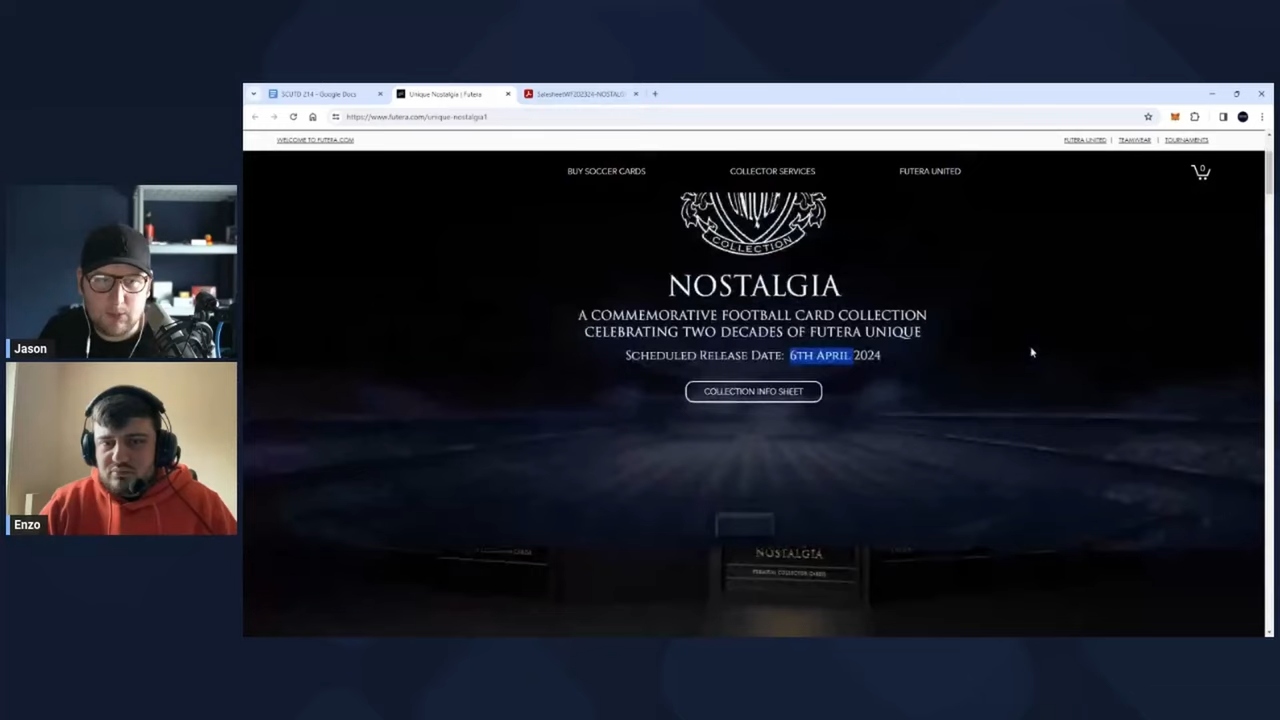 SCUTD 214 - Google Docs
Unique Nostalgia | Futera
https://www.futera.com/unique-nostalgia1
WELCOME TO FUTERA.COM
FUTERA UNITED | TEAMWEAR | TOURNAMENTS
BUY SOCCER CARDS
COLLECTOR SERVICES
FUTERA UNITED
0
COLLECTION
NOSTALGIA
A COMMEMORATIVE FOOTBALL CARD COLLECTION
CELEBRATING TWO DECADES OF FUTERA UNIQUE
SCHEDULED RELEASE DATE: 6TH APRIL 2024
COLLECTION INFO SHEET
NOSTALGIA
Jason
Enzo